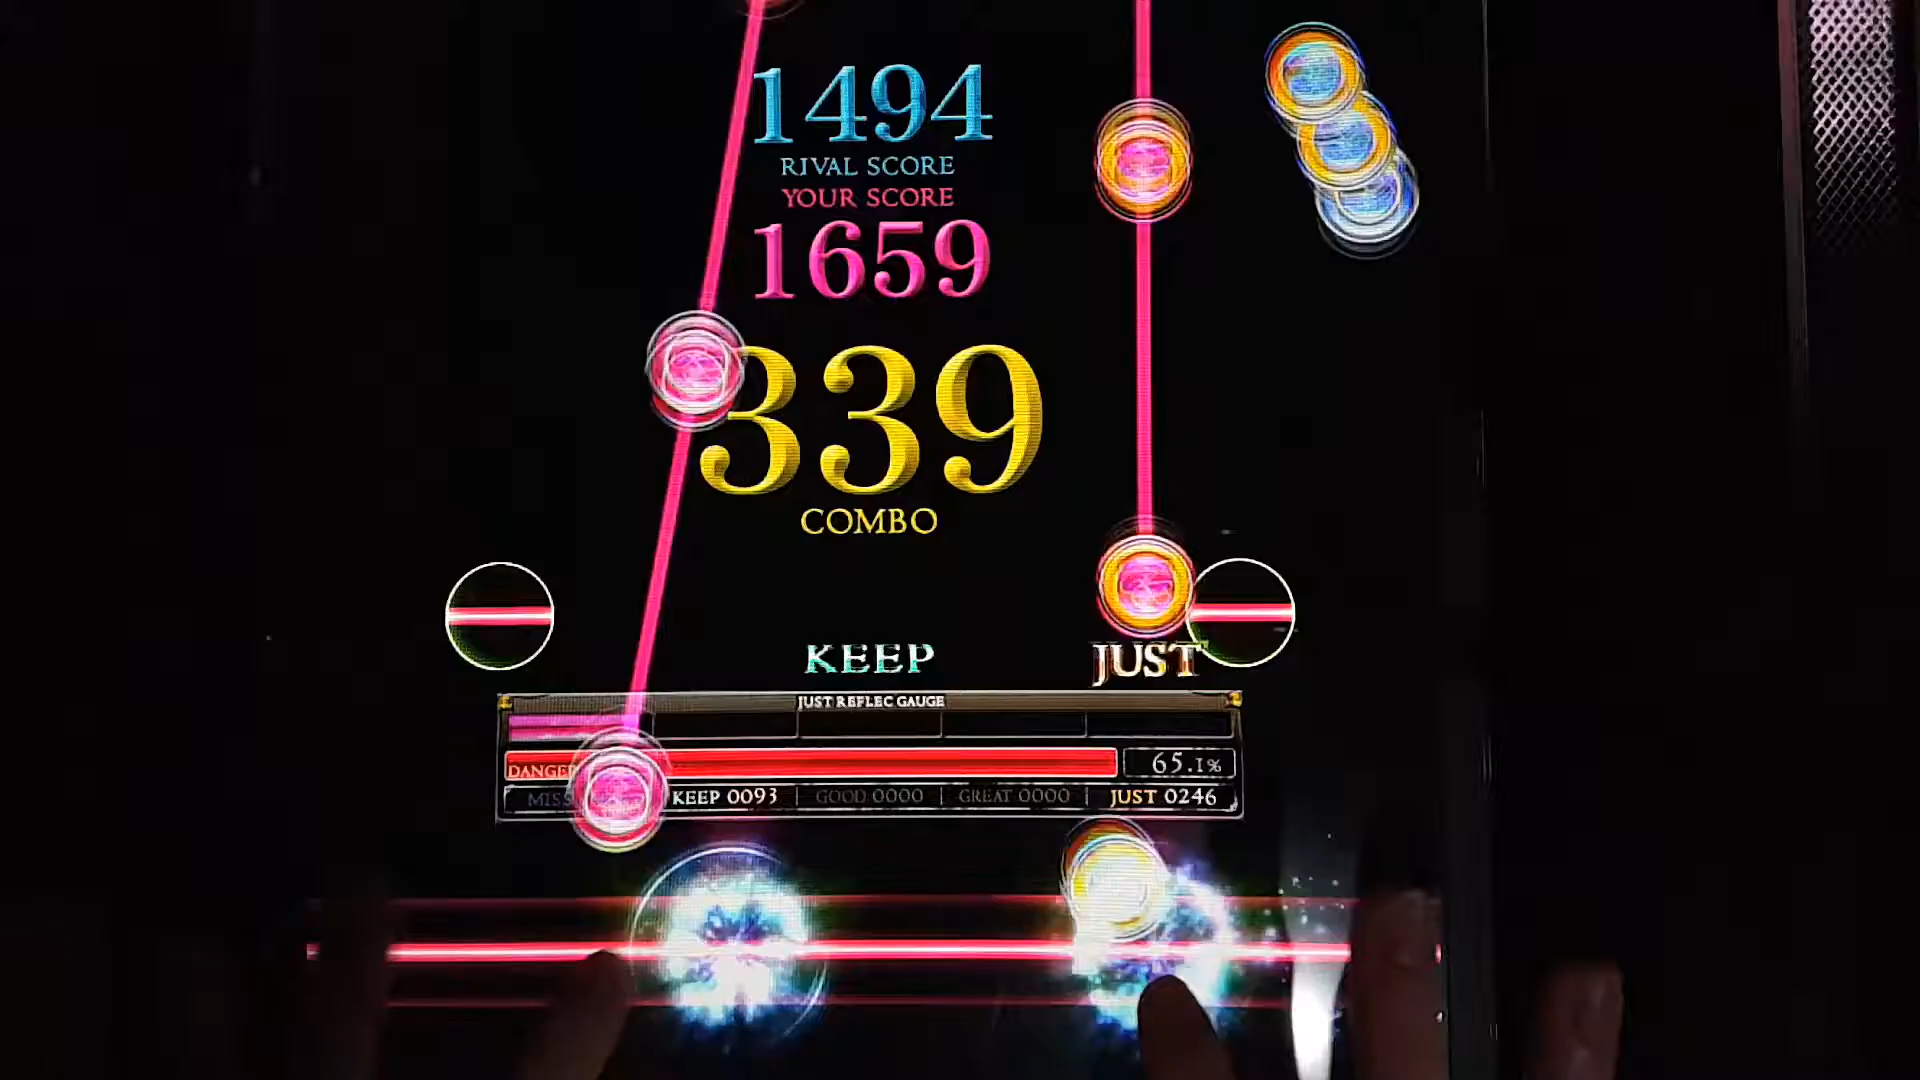 1494
RIVAL SCORE
YOUR SCORE
1659
339
COMBO
KEEP JUST
JUST REFLEC GAUGE
DANGER 65.1%
MISS KEEP 0093 GOOD 0000 GREAT 0000 JUST 0246